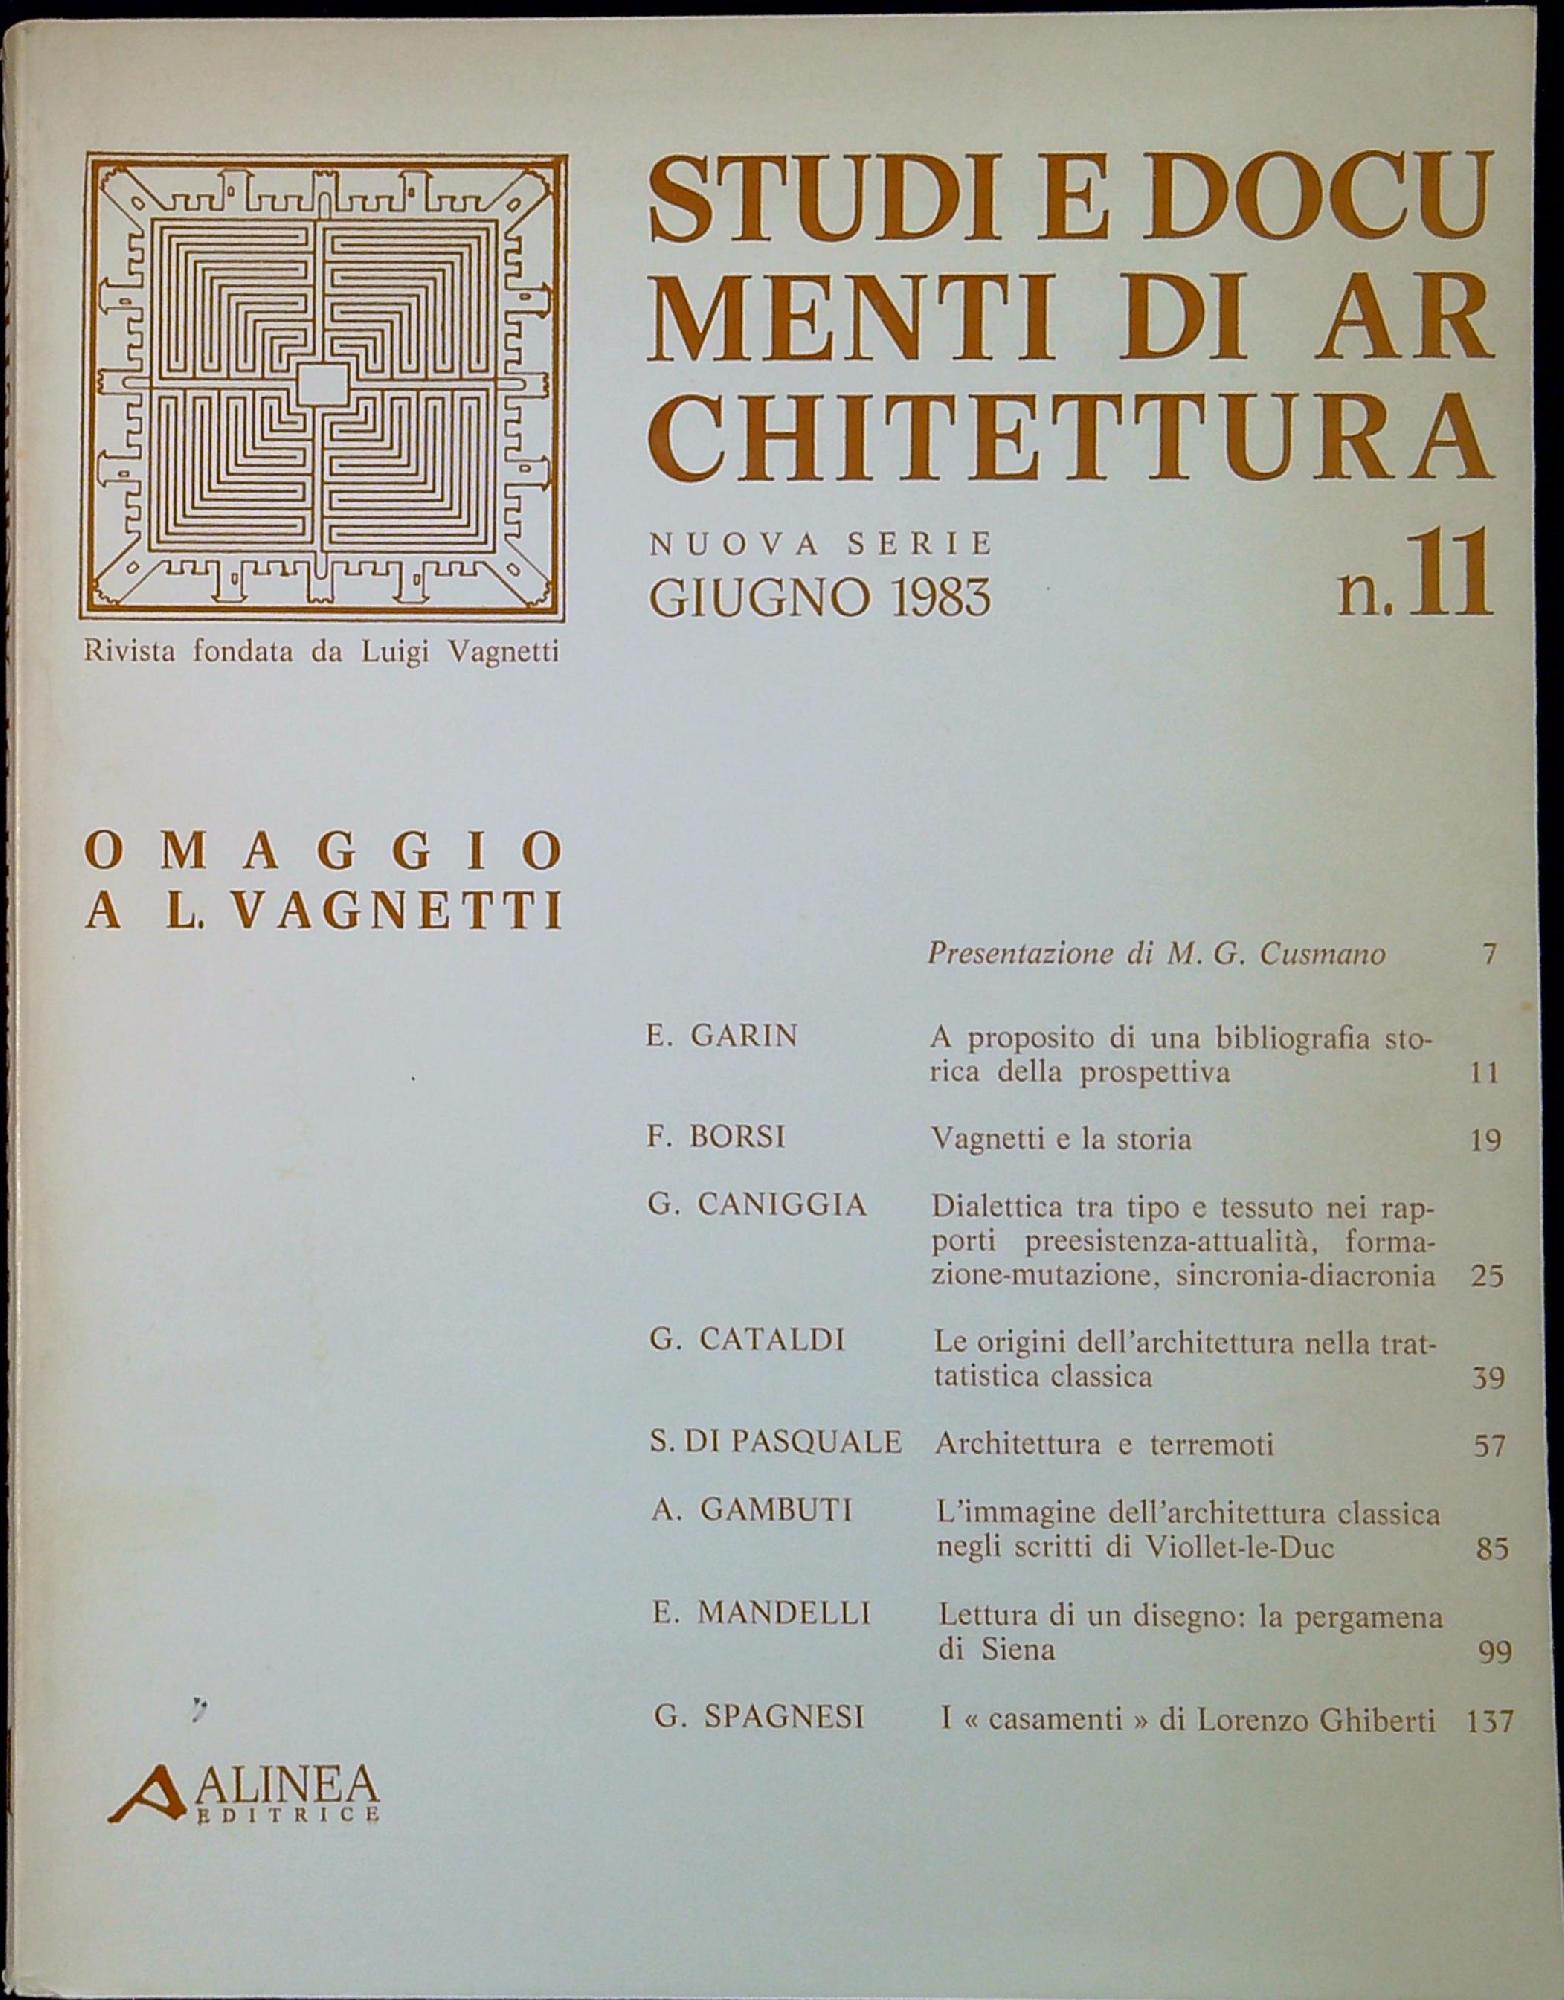 STUDI E DOCU
MENTI DI AR
CHITETTURA
NUOVA SERIE
GIUGNO 1983
n. 11
Rivista fondata da Luigi Vagnetti
OMAGGIO
A L. VAGNETTI
Presentazione di M. G. Cusmano 7
E. GARIN A proposito di una bibliografia sto-
rica della prospettiva 11
F. BORSI Vagnetti e la storia 19
G. CANIGGIA Dialettica tra tipo e tessuto nei rap-
porti preesistenza-attualità, forma-
zione-mutazione, sincronia-diacronia 25
G. CATALDI Le origini dell'architettura nella trat-
tatistica classica 39
S. DI PASQUALE Architettura e terremoti 57
A. GAMBUTI L'immagine dell'architettura classica
negli scritti di Viollet-le-Duc 85
E. MANDELLI Lettura di un disegno: la pergamena
di Siena 99
G. SPAGNESI I « casamenti » di Lorenzo Ghiberti 137
ALINEA
EDITRICE